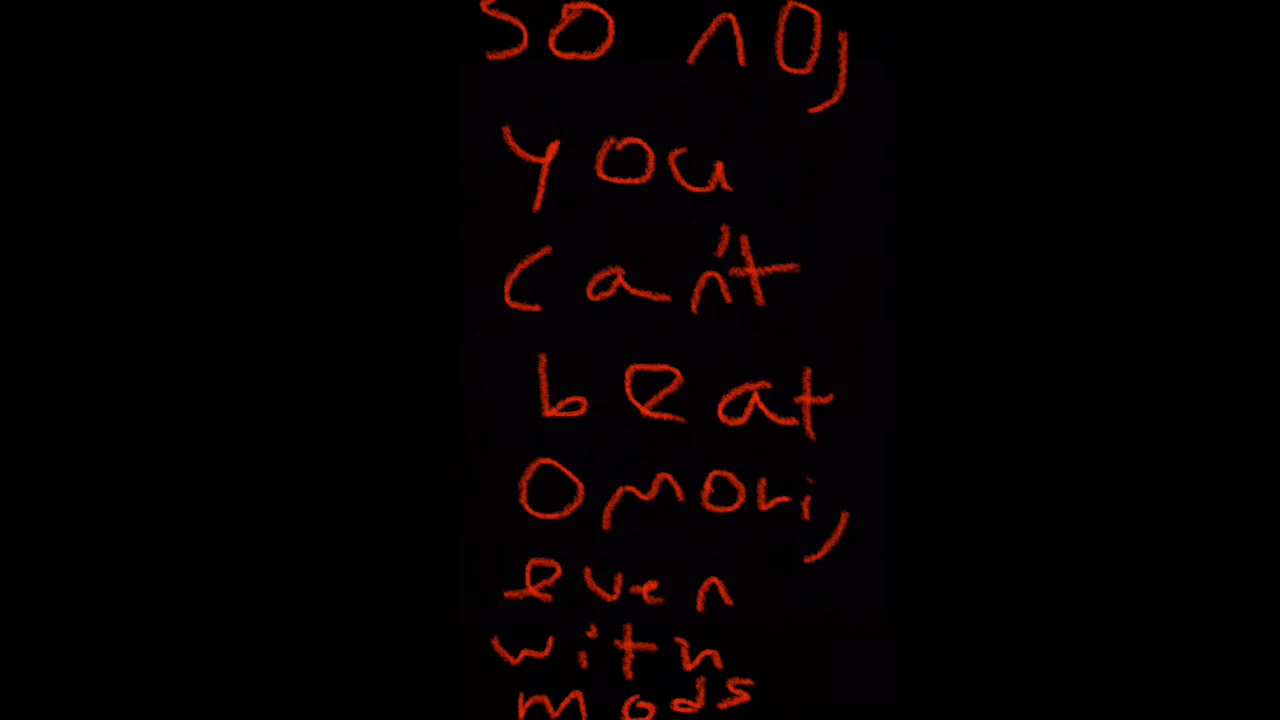 so no,
you
can't
beat
Omori,
even
with
mods